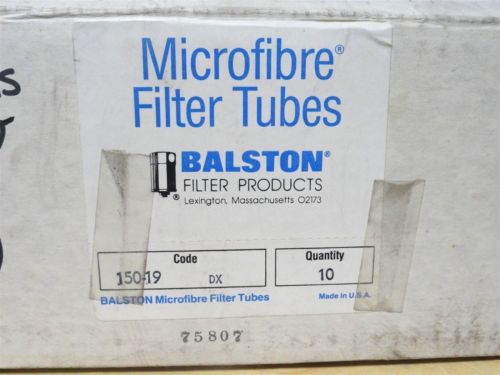 Microfibre®
Filter Tubes
BALSTON®
FILTER PRODUCTS
® Lexington, Massachusetts 02173
Code
150-19 DX
Quantity
10
BALSTON Microfibre Filter Tubes
Made in U.S.A.
75807